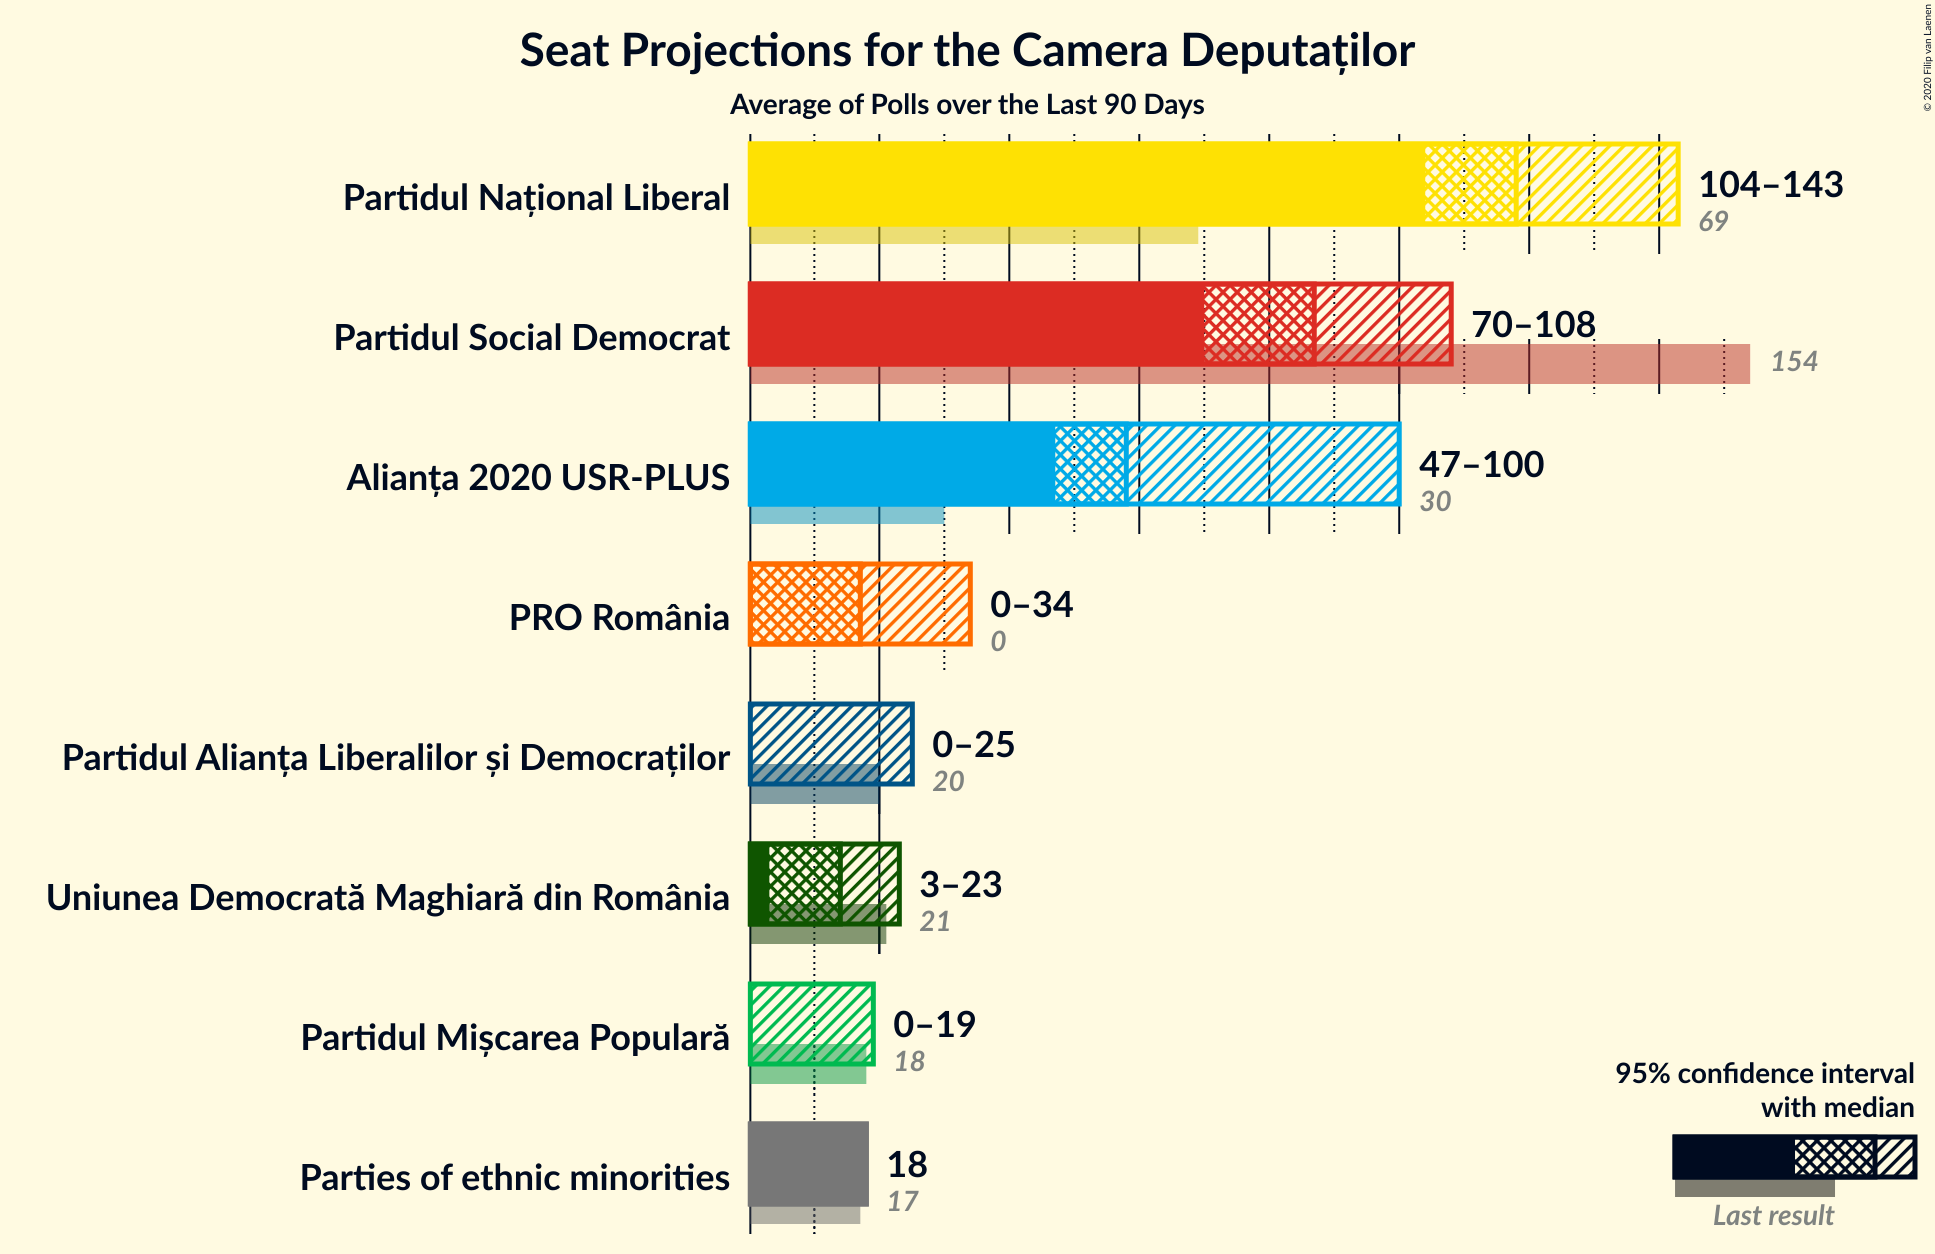 Seat Projections for the Camera Deputaților
Average of Polls over the Last 90 Days
© 2020 Filip van Laenen
Partidul Național Liberal
104–143
69
Partidul Social Democrat
70–108
154
Alianța 2020 USR-PLUS
47–100
30
PRO România
0–34
0
Partidul Alianța Liberalilor și Democraților
0–25
20
Uniunea Democrată Maghiară din România
3–23
21
Partidul Mișcarea Populară
0–19
18
Parties of ethnic minorities
18
17
95% confidence interval
with median
Last result